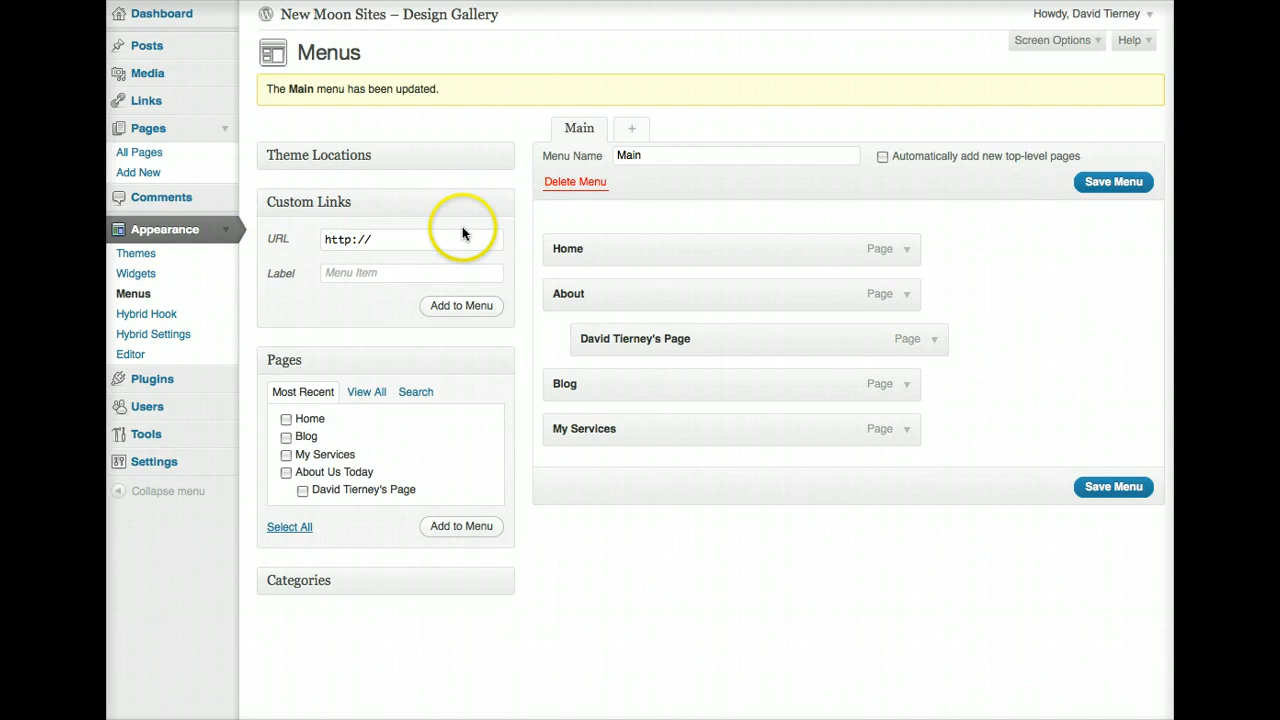 Dashboard
Posts
Media
Links
Pages
All Pages
Add New
Comments
Appearance
Themes
Widgets
Menus
Hybrid Hook
Hybrid Settings
Editor
Plugins
Users
Tools
Settings
Collapse menu
New Moon Sites – Design Gallery
Howdy, David Tierney
Screen Options
Help
Menus
The Main menu has been updated.
Theme Locations
Custom Links
URL http://
Label Menu Item
Add to Menu
Pages
Most Recent View All Search
Home
Blog
My Services
About Us Today
David Tierney's Page
Select All Add to Menu
Categories
Main +
Menu Name Main Automatically add new top-level pages
Delete Menu Save Menu
Home Page
About Page
David Tierney's Page Page
Blog Page
My Services Page
Save Menu